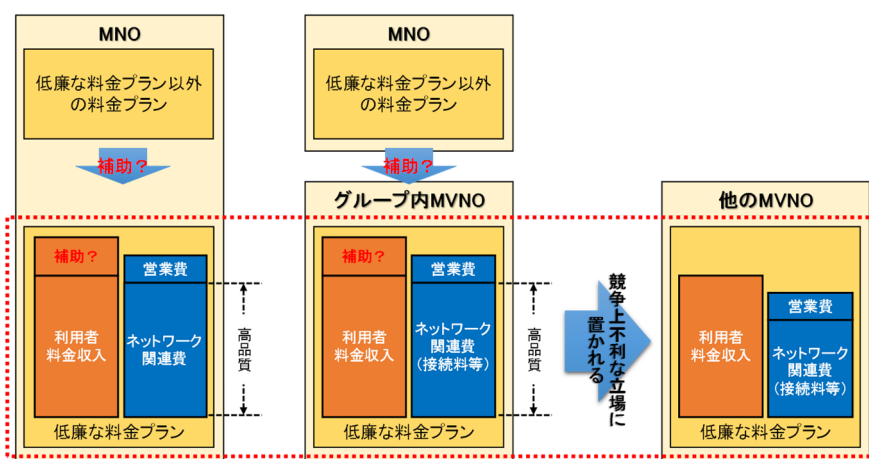 MNO
低廉な料金プラン以外
の料金プラン
補助？
補助？
利用者
料金収入
営業費
ネットワーク
関連費
高品質
低廉な料金プラン
MNO
低廉な料金プラン以外
の料金プラン
補助？
グループ内MVNO
補助？
利用者
料金収入
営業費
ネットワーク
関連費
(接続料等)
高品質
低廉な料金プラン
競争上不利な立場に
置かれる
他のMVNO
利用者
料金収入
営業費
ネットワーク
関連費
(接続料等)
低廉な料金プラン